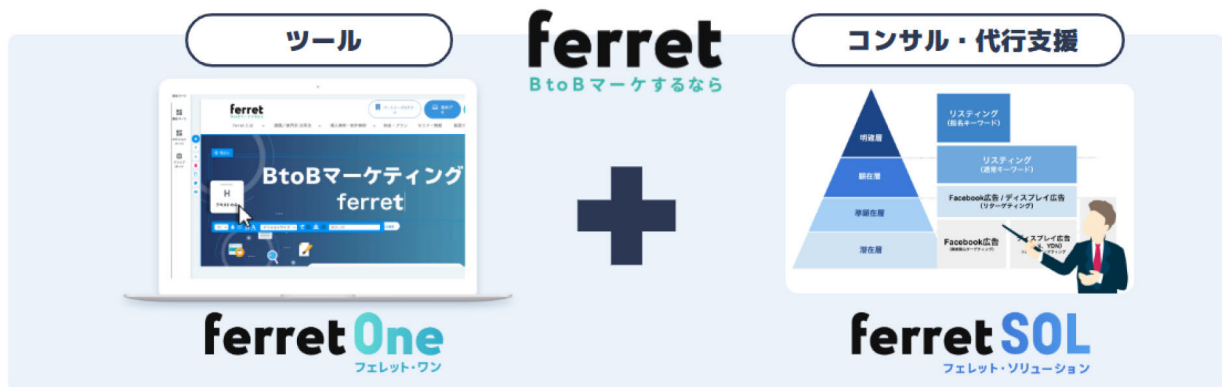 ツール
ferret
BtoBマーケするなら
コンサル・代行支援
ferret
BtoBマーケティング
ferret
H
明確層
顕在層
準顕在層
潜在層
リスティング
(指名キーワード)
リスティング
(通常キーワード)
Facebook広告 / ディスプレイ広告
(リターゲティング)
Facebook広告
ディスプレイ広告
YDN)
ferret One
フェレット・ワン
ferret SOL
フェレット・ソリューション